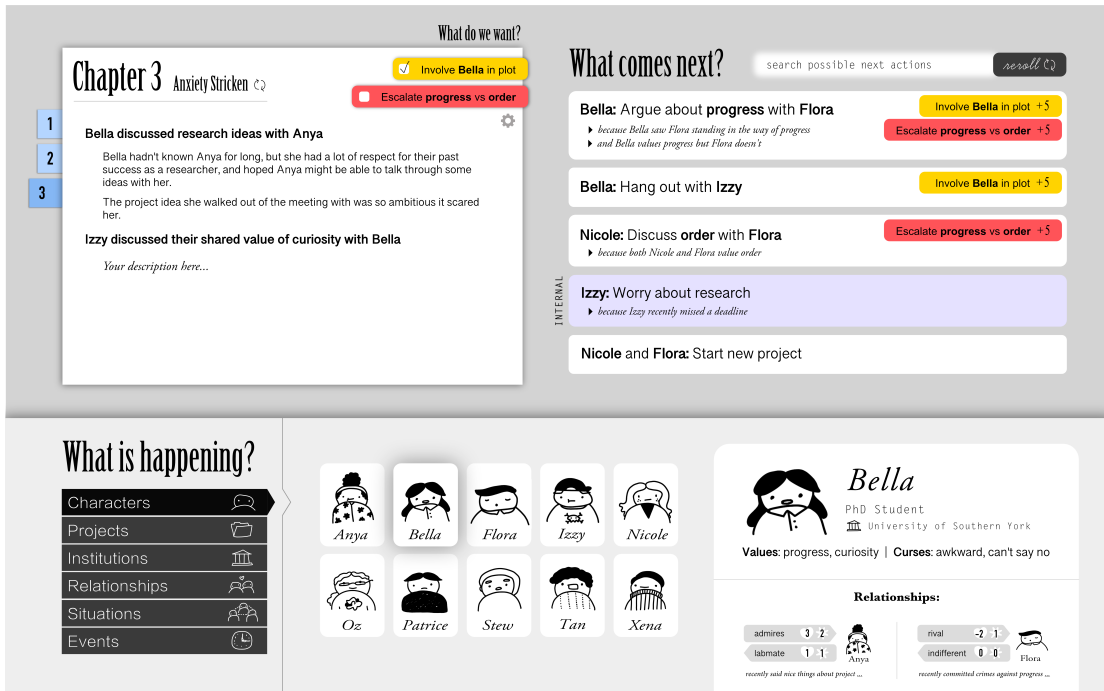 What do we want?
Chapter 3 Anxiety Stricken
Involve Bella in plot
Escalate progress vs order
1
2
3
Bella discussed research ideas with Anya
Bella hadn't known Anya for long, but she had a lot of respect for their past
success as a researcher, and hoped Anya might be able to talk through some
ideas with her.
The project idea she walked out of the meeting with was so ambitious it scared
her.
Izzy discussed their shared value of curiosity with Bella
Your description here...
What comes next?
search possible next actions
reroll
Bella: Argue about progress with Flora
because Bella saw Flora standing in the way of progress
and Bella values progress but Flora doesn't
Involve Bella in plot +5
Escalate progress vs order +5
Bella: Hang out with Izzy
Involve Bella in plot +5
Nicole: Discuss order with Flora
because both Nicole and Flora value order
Escalate progress vs order +5
INTERNAL
Izzy: Worry about research
because Izzy recently missed a deadline
Nicole and Flora: Start new project
What is happening?
Characters
Projects
Institutions
Relationships
Situations
Events
Anya
Bella
Flora
Izzy
Nicole
Oz
Patrice
Stew
Tan
Xena
Bella
PhD Student
University of Southern York
Values: progress, curiosity | Curses: awkward, can't say no
Relationships:
admires 3 2
labmate 1 1
Anya
recently said nice things about project ...
rival -2 1
indifferent 0 0
Flora
recently committed crimes against progress ...